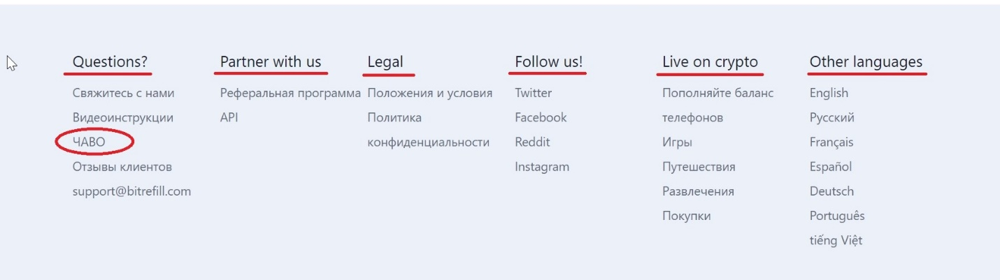 Questions?
Свяжитесь с нами
Видеоинструкции
ЧАВО
Отзывы клиентов
support@bitrefill.com
Partner with us
Реферальная программа
API
Legal
Положения и условия
Политика
конфиденциальности
Follow us!
Twitter
Facebook
Reddit
Instagram
Live on crypto
Пополняйте баланс
телефонов
Игры
Путешествия
Развлечения
Покупки
Other languages
English
Русский
Français
Español
Deutsch
Português
tiếng Việt